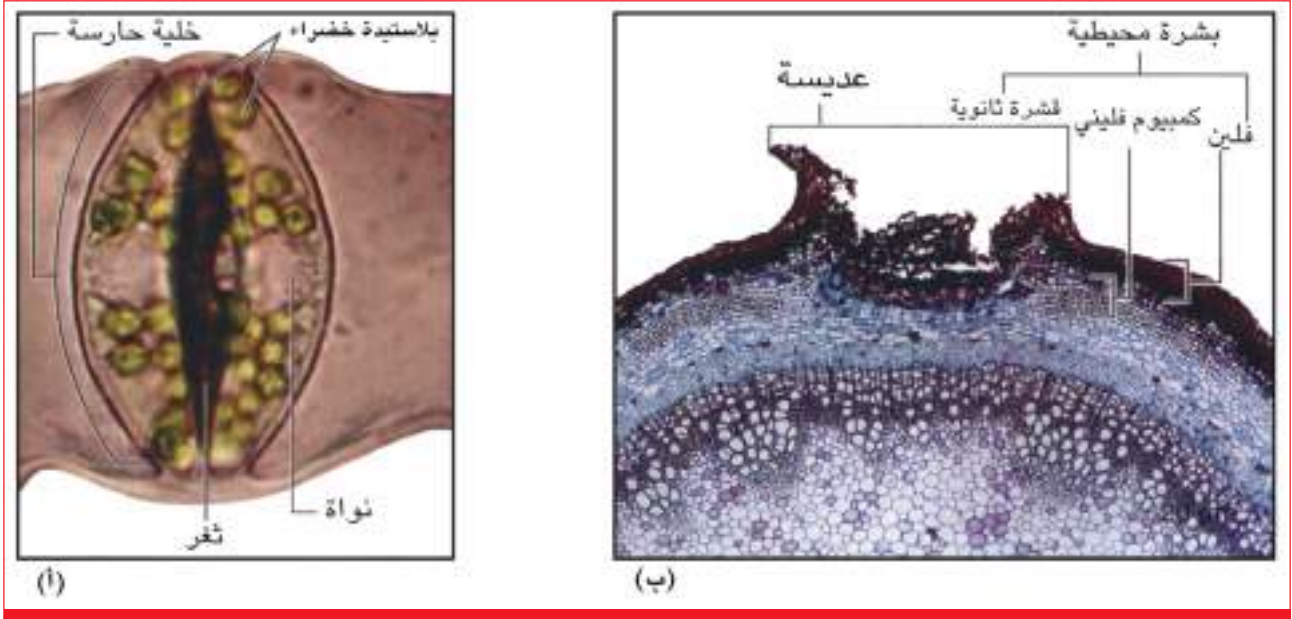 خلية حارسة
بلاستيدة خضراء
نواة
ثغر
(أ)
بشرة محيطية
عديسة
قشرة ثانوية
كمبيوم فليني
فلين
(ب)